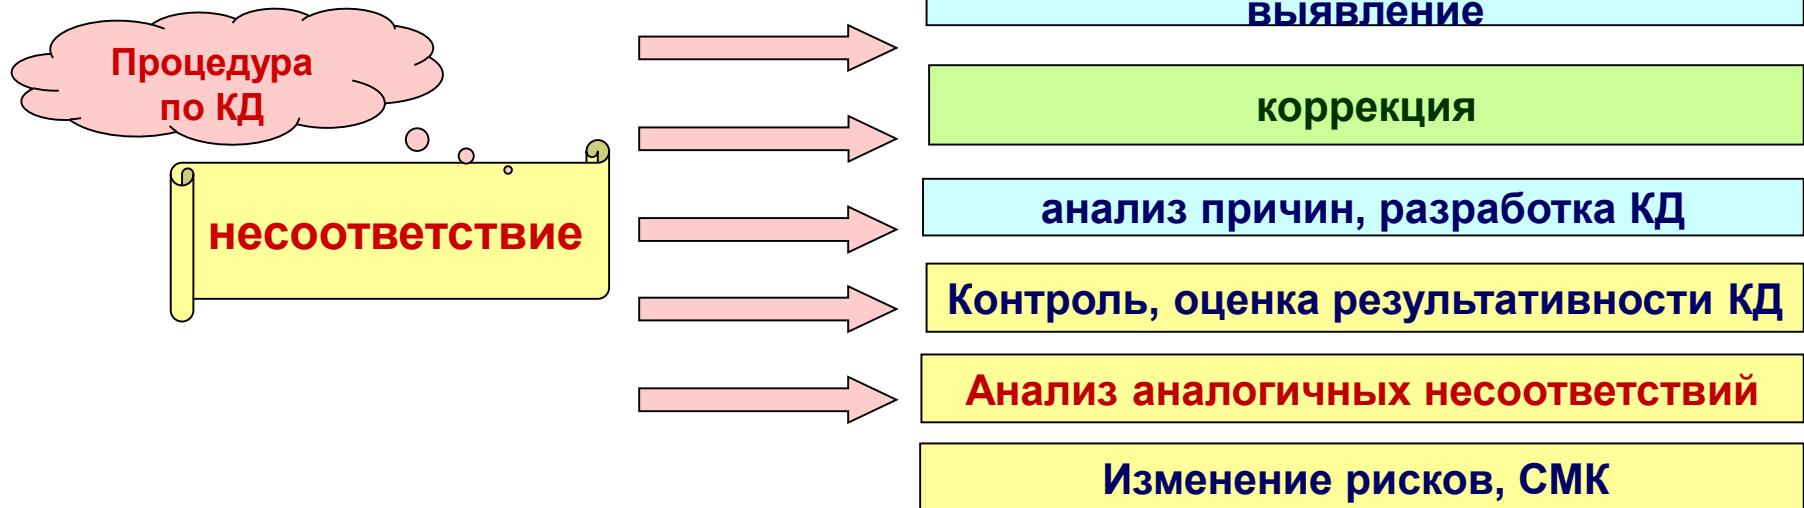 Процедура
по КД
несоответствие
выявление
коррекция
анализ причин, разработка КД
Контроль, оценка результативности КД
Анализ аналогичных несоответствий
Изменение рисков, СМК